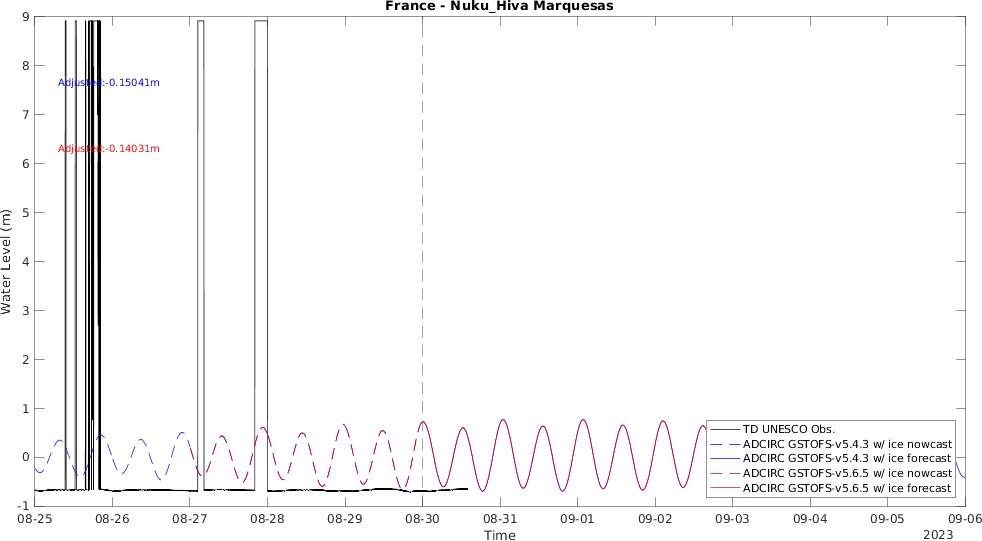 France - Nuku_Hiva Marquesas
9
8
Adjusted:-0.15041m
7
Adjusted:-0.14031m
6
5
4
3
2
1
0
-1
Water Level (m)
TD UNESCO Obs.
ADCIRC GSTOFS-v5.4.3 w/ ice nowcast
ADCIRC GSTOFS-v5.4.3 w/ ice forecast
ADCIRC GSTOFS-v5.6.5 w/ ice nowcast
ADCIRC GSTOFS-v5.6.5 w/ ice forecast
08-25 08-26 08-27 08-28 08-29 08-30 08-31 09-01 09-02 09-03 09-04 09-05 09-06
Time
2023